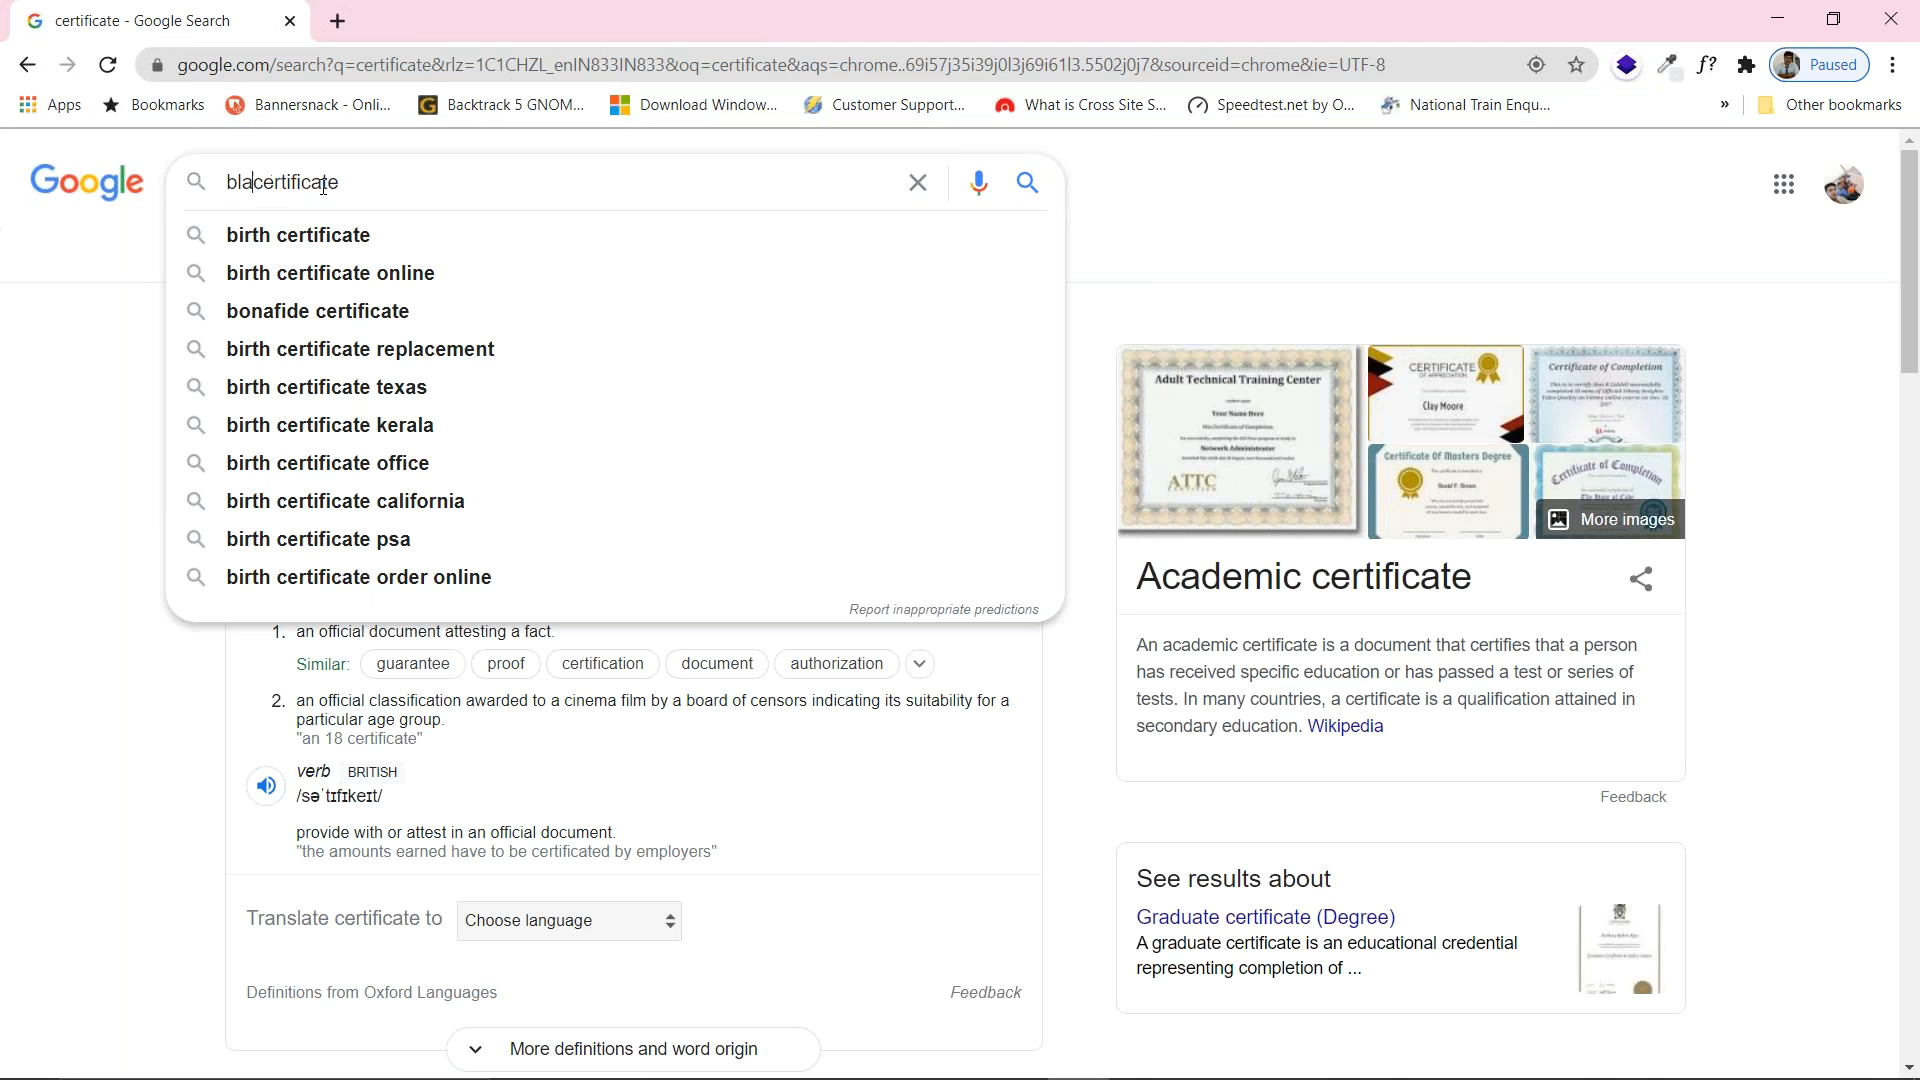 certificate - Google Search
google.com/search?q=certificate&rlz=1C1CHZL_enIN833IN833&oq=certificate&aqs=chrome..69i57j35i39j0l3j69i61l3.5502j0j7&sourceid=chrome&ie=UTF-8
f?
Paused
Apps
Bookmarks
Bannersnack - Onli...
Backtrack 5 GNOM...
Download Window...
Customer Support...
What is Cross Site S...
Speedtest.net by O...
National Train Enqu...
»
Other bookmarks
Google
blacertificate
birth certificate
birth certificate online
bonafide certificate
birth certificate replacement
birth certificate texas
birth certificate kerala
birth certificate office
birth certificate california
birth certificate psa
birth certificate order online
Report inappropriate predictions
1. an official document attesting a fact.
Similar: guarantee proof certification document authorization
2. an official classification awarded to a cinema film by a board of censors indicating its suitability for a
particular age group.
"an 18 certificate"
verb BRITISH
/səˈtɪfɪkeɪt/
provide with or attest in an official document.
"the amounts earned have to be certificated by employers"
Translate certificate to Choose language
Definitions from Oxford Languages
Feedback
More definitions and word origin
Adult Technical Training Center
Your Name Here
Network Administrator
ATTC
CERTIFICATE
OF APPRECIATION
Clay Moore
Certificate of Completion
Certificate Of Masters Degree
Certificate of Completion
More images
Academic certificate
An academic certificate is a document that certifies that a person
has received specific education or has passed a test or series of
tests. In many countries, a certificate is a qualification attained in
secondary education. Wikipedia
Feedback
See results about
Graduate certificate (Degree)
A graduate certificate is an educational credential
representing completion of ...